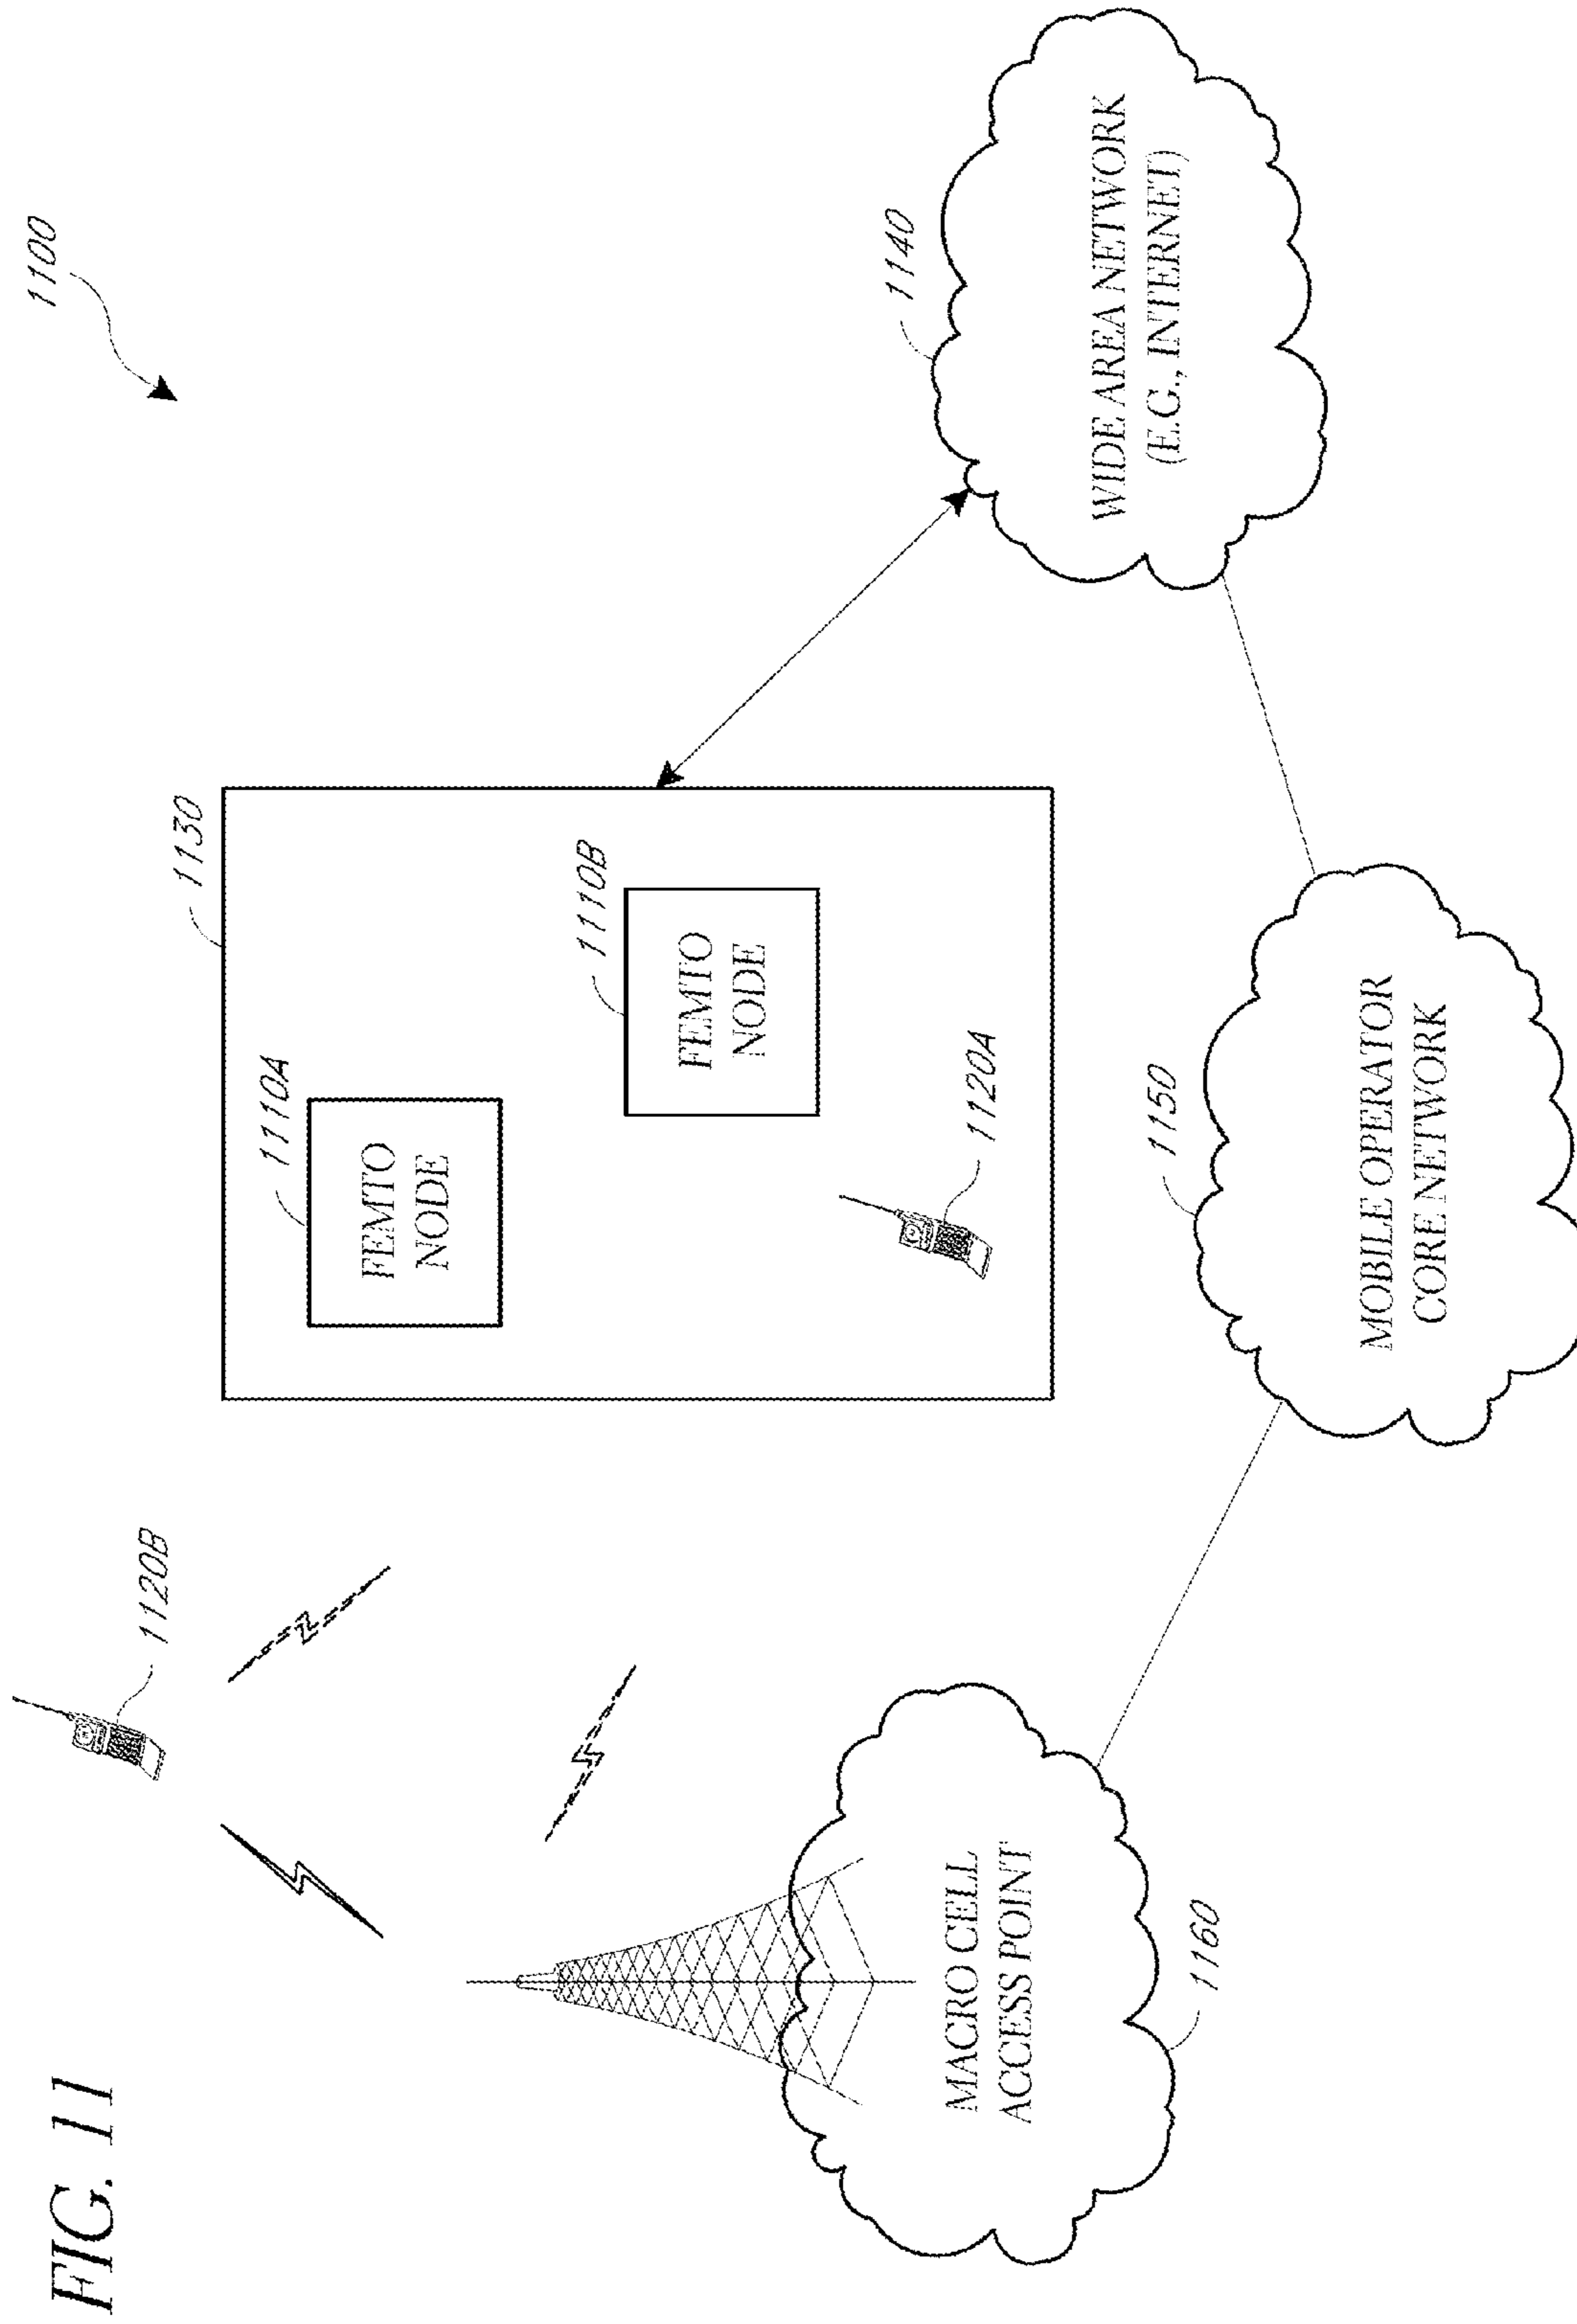 FIG. 11
1100
1120B
1130
1110A
FEMTO
NODE
1110B
FEMTO
NODE
1120A
1140
WIDE AREA NETWORK
(E.G., INTERNET)
1150
MOBILE OPERATOR
CORE NETWORK
MACRO CELL
ACCESS POINT
1160